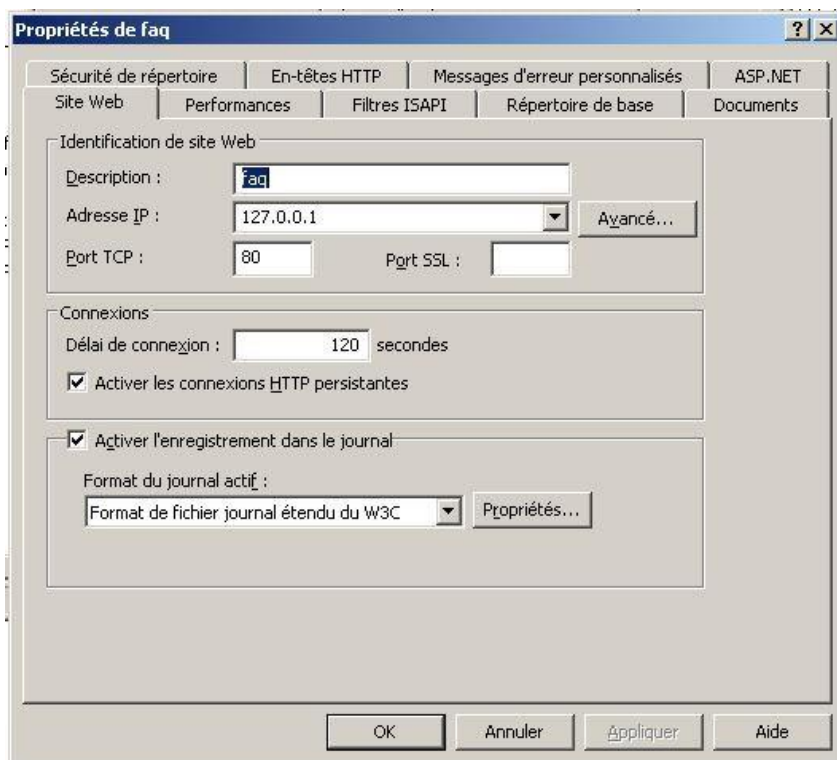 Propriétés de faq
Sécurité de répertoire En-têtes HTTP Messages d'erreur personnalisés ASP.NET
Site Web Performances Filtres ISAPI Répertoire de base Documents
Identification de site Web
Description : faq
Adresse IP : 127.0.0.1 Avancé...
Port TCP : 80 Port SSL :
Connexions
Délai de connexion : 120 secondes
Activer les connexions HTTP persistantes
Activer l'enregistrement dans le journal
Format du journal actif :
Format de fichier journal étendu du W3C Propriétés...
OK Annuler Appliquer Aide